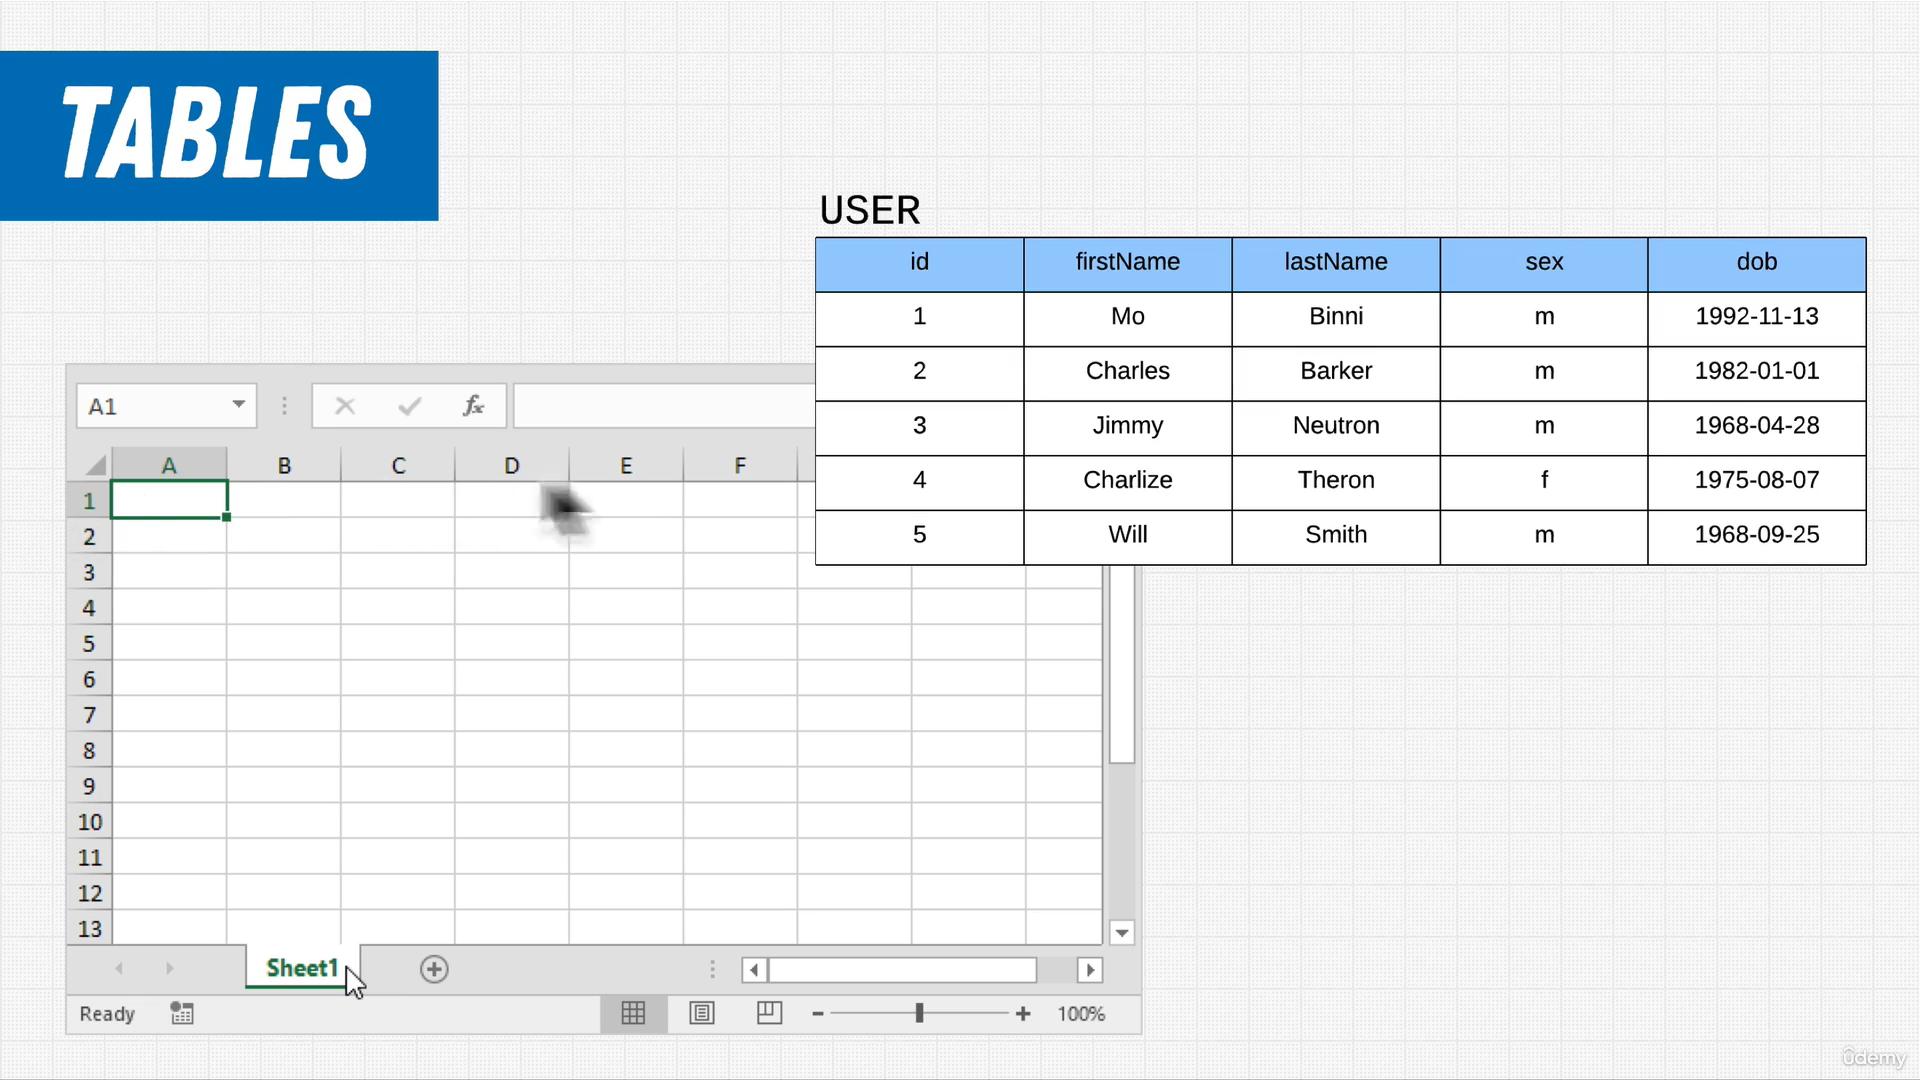 TABLES
USER
id firstName lastName sex dob
1 Mo Binni m 1992-11-13
2 Charles Barker m 1982-01-01
3 Jimmy Neutron m 1968-04-28
4 Charlize Theron f 1975-08-07
5 Will Smith m 1968-09-25
A1 fx
A B C D E F
1
2
3
4
5
6
7
8
9
10
11
12
13
Sheet1
Ready 100%
ûdemy